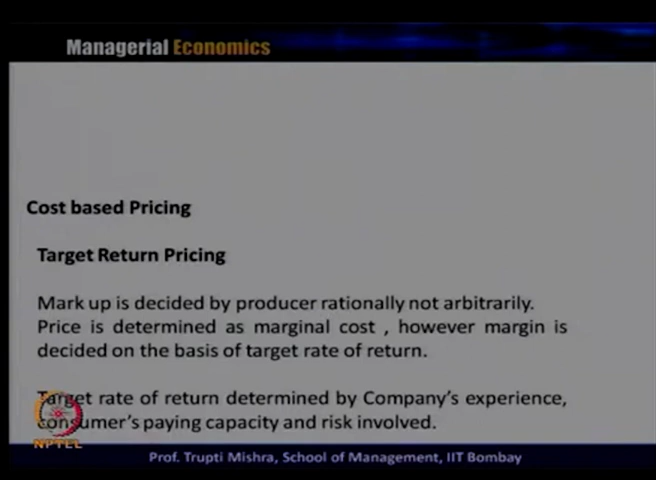 Managerial Economics
Cost based Pricing
Target Return Pricing
Mark up is decided by producer rationally not arbitrarily.
Price is determined as marginal cost , however margin is
decided on the basis of target rate of return.
Target rate of return determined by Company's experience,
consumer's paying capacity and risk involved.
NPTEL
Prof. Trupti Mishra, School of Management, IIT Bombay